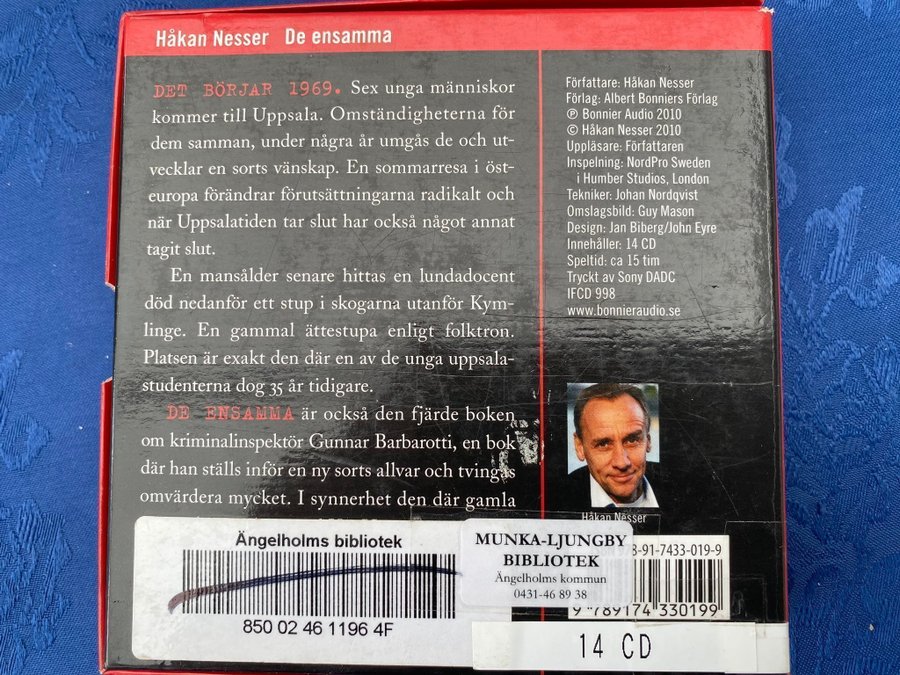 Håkan Nesser De ensamma
DET BÖRJAR 1969. Sex unga människor
kommer till Uppsala. Omständigheterna för
dem samman, under några år umgås de och ut-
vecklar en sorts vänskap. En sommarresa i öst-
europa förändrar förutsättningarna radikalt och
när Uppsalatiden tar slut har också något annat
tagit slut.
En mansålder senare hittas en lundadocent
död nedanför ett stup i skogarna utanför Kym-
linge. En gammal ättestupa enligt folktron.
Platsen är exakt den där en av de unga uppsala-
studenterna dog 35 år tidigare.
DE ENSAMMA är också den fjärde boken
om kriminalinspektör Gunnar Barbarotti, en bok
där han ställs inför en ny sorts allvar och tvingas
omvärdera mycket. I synnerhet den där gamla
Författare: Håkan Nesser
Förlag: Albert Bonniers Förlag
℗ Bonnier Audio 2010
© Håkan Nesser 2010
Uppläsare: Författaren
Inspelning: NordPro Sweden
i Humber Studios, London
Tekniker: Johan Nordqvist
Omslagsbild: Guy Mason
Design: Jan Biberg/John Eyre
Innehåller: 14 CD
Speltid: ca 15 tim
Tryckt av Sony DADC
IFCD 998
www.bonnieraudio.se
Håkan Nesser
Ängelholms bibliotek
850 02 46 1196 4F
MUNKA-LJUNGBY
BIBLIOTEK
Ängelholms kommun
0431-46 89 38
8-91-7433-019-9
9 789174 330199
14 CD